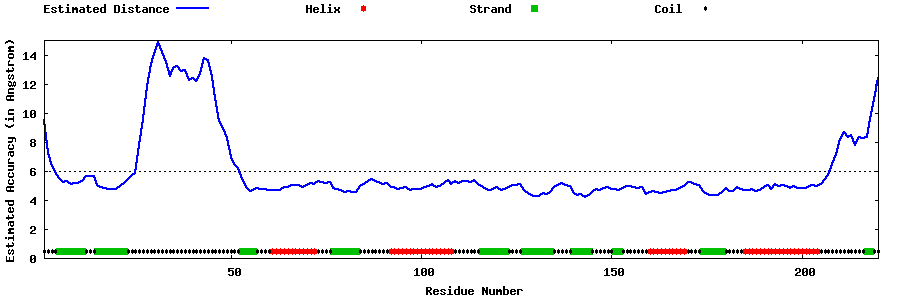 Estimated Distance Helix Strand Coil
Estimated Accuracy (in Angstrom)
14
12
10
8
6
4
2
0
50 100 150 200
Residue Number